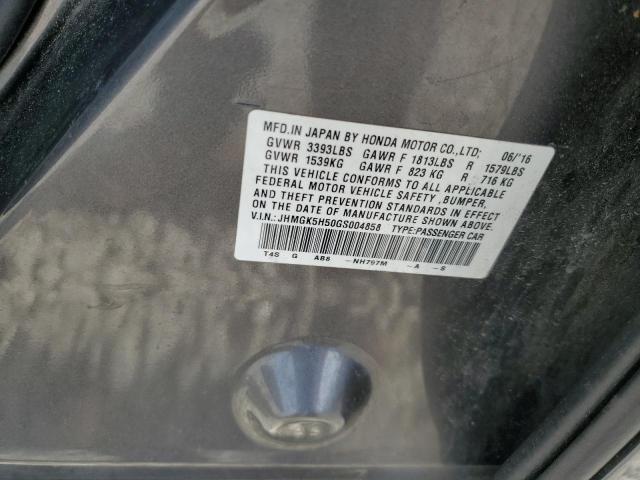 MFD.IN JAPAN BY HONDA MOTOR CO.,LTD; 06/'16
GVWR 3393LBS GAWR F 1813LBS R 1579LBS
GVWR 1539KG GAWR F 823 KG R 716 KG
THIS VEHICLE CONFORMS TO ALL APPLICABLE
FEDERAL MOTOR VEHICLE SAFETY, BUMPER,
AND THEFT PREVENTION STANDARDS IN EFFECT
ON THE DATE OF MANUFACTURE SHOWN ABOVE.
V.I.N.: JHMGK5H50GS004858 TYPE:PASSENGER CAR
T4S G AB8 -NH797M -A -S